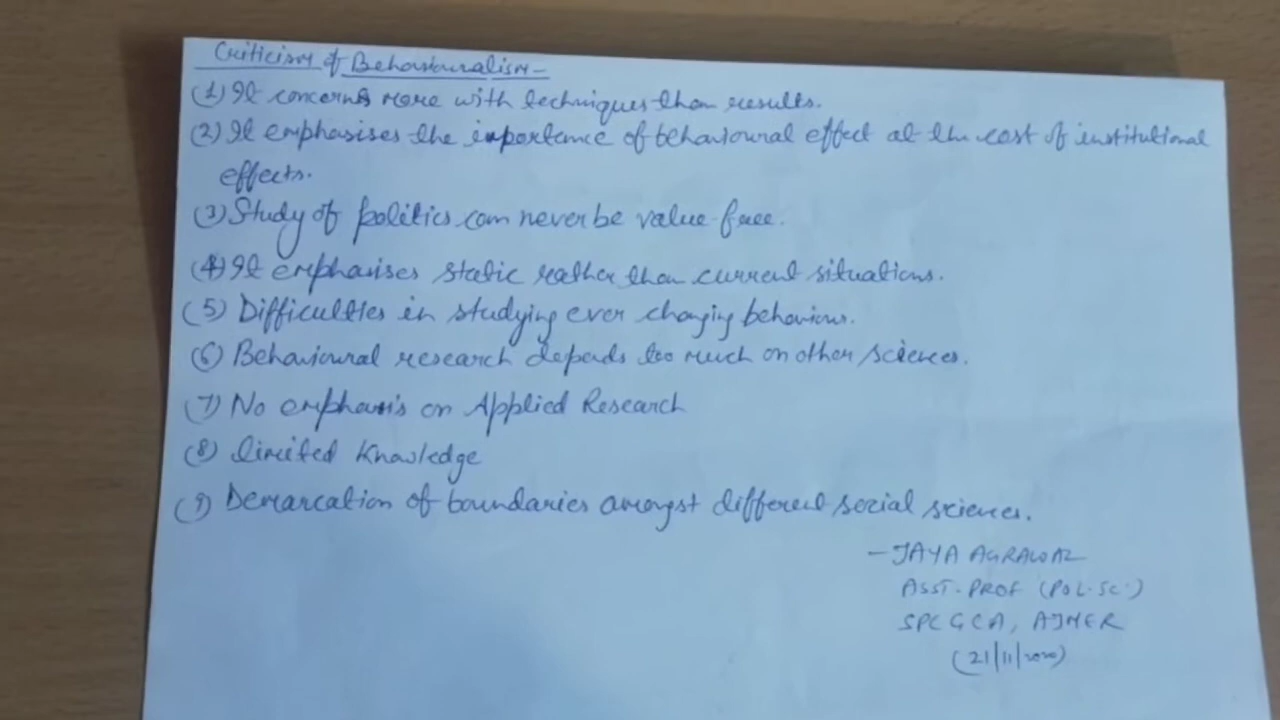 Criticism of Behaviouralism -
(1) It concerns more with techniques than results.
(2) It emphasises the importance of behavioural effect at the cost of institutional
effects.
(3) Study of politics can never be value-free.
(4) It emphasises static rather than current situations.
(5) Difficulties in studying ever changing behaviour.
(6) Behavioural research depends too much on other sciences.
(7) No emphasis on Applied Research
(8) limited Knowledge
(9) Demarcation of boundaries amongst different social sciences.
- JAYA AGRAWAL
ASST. PROF (POL. SC.)
SPCGCA, AJMER
(21/11/2020)